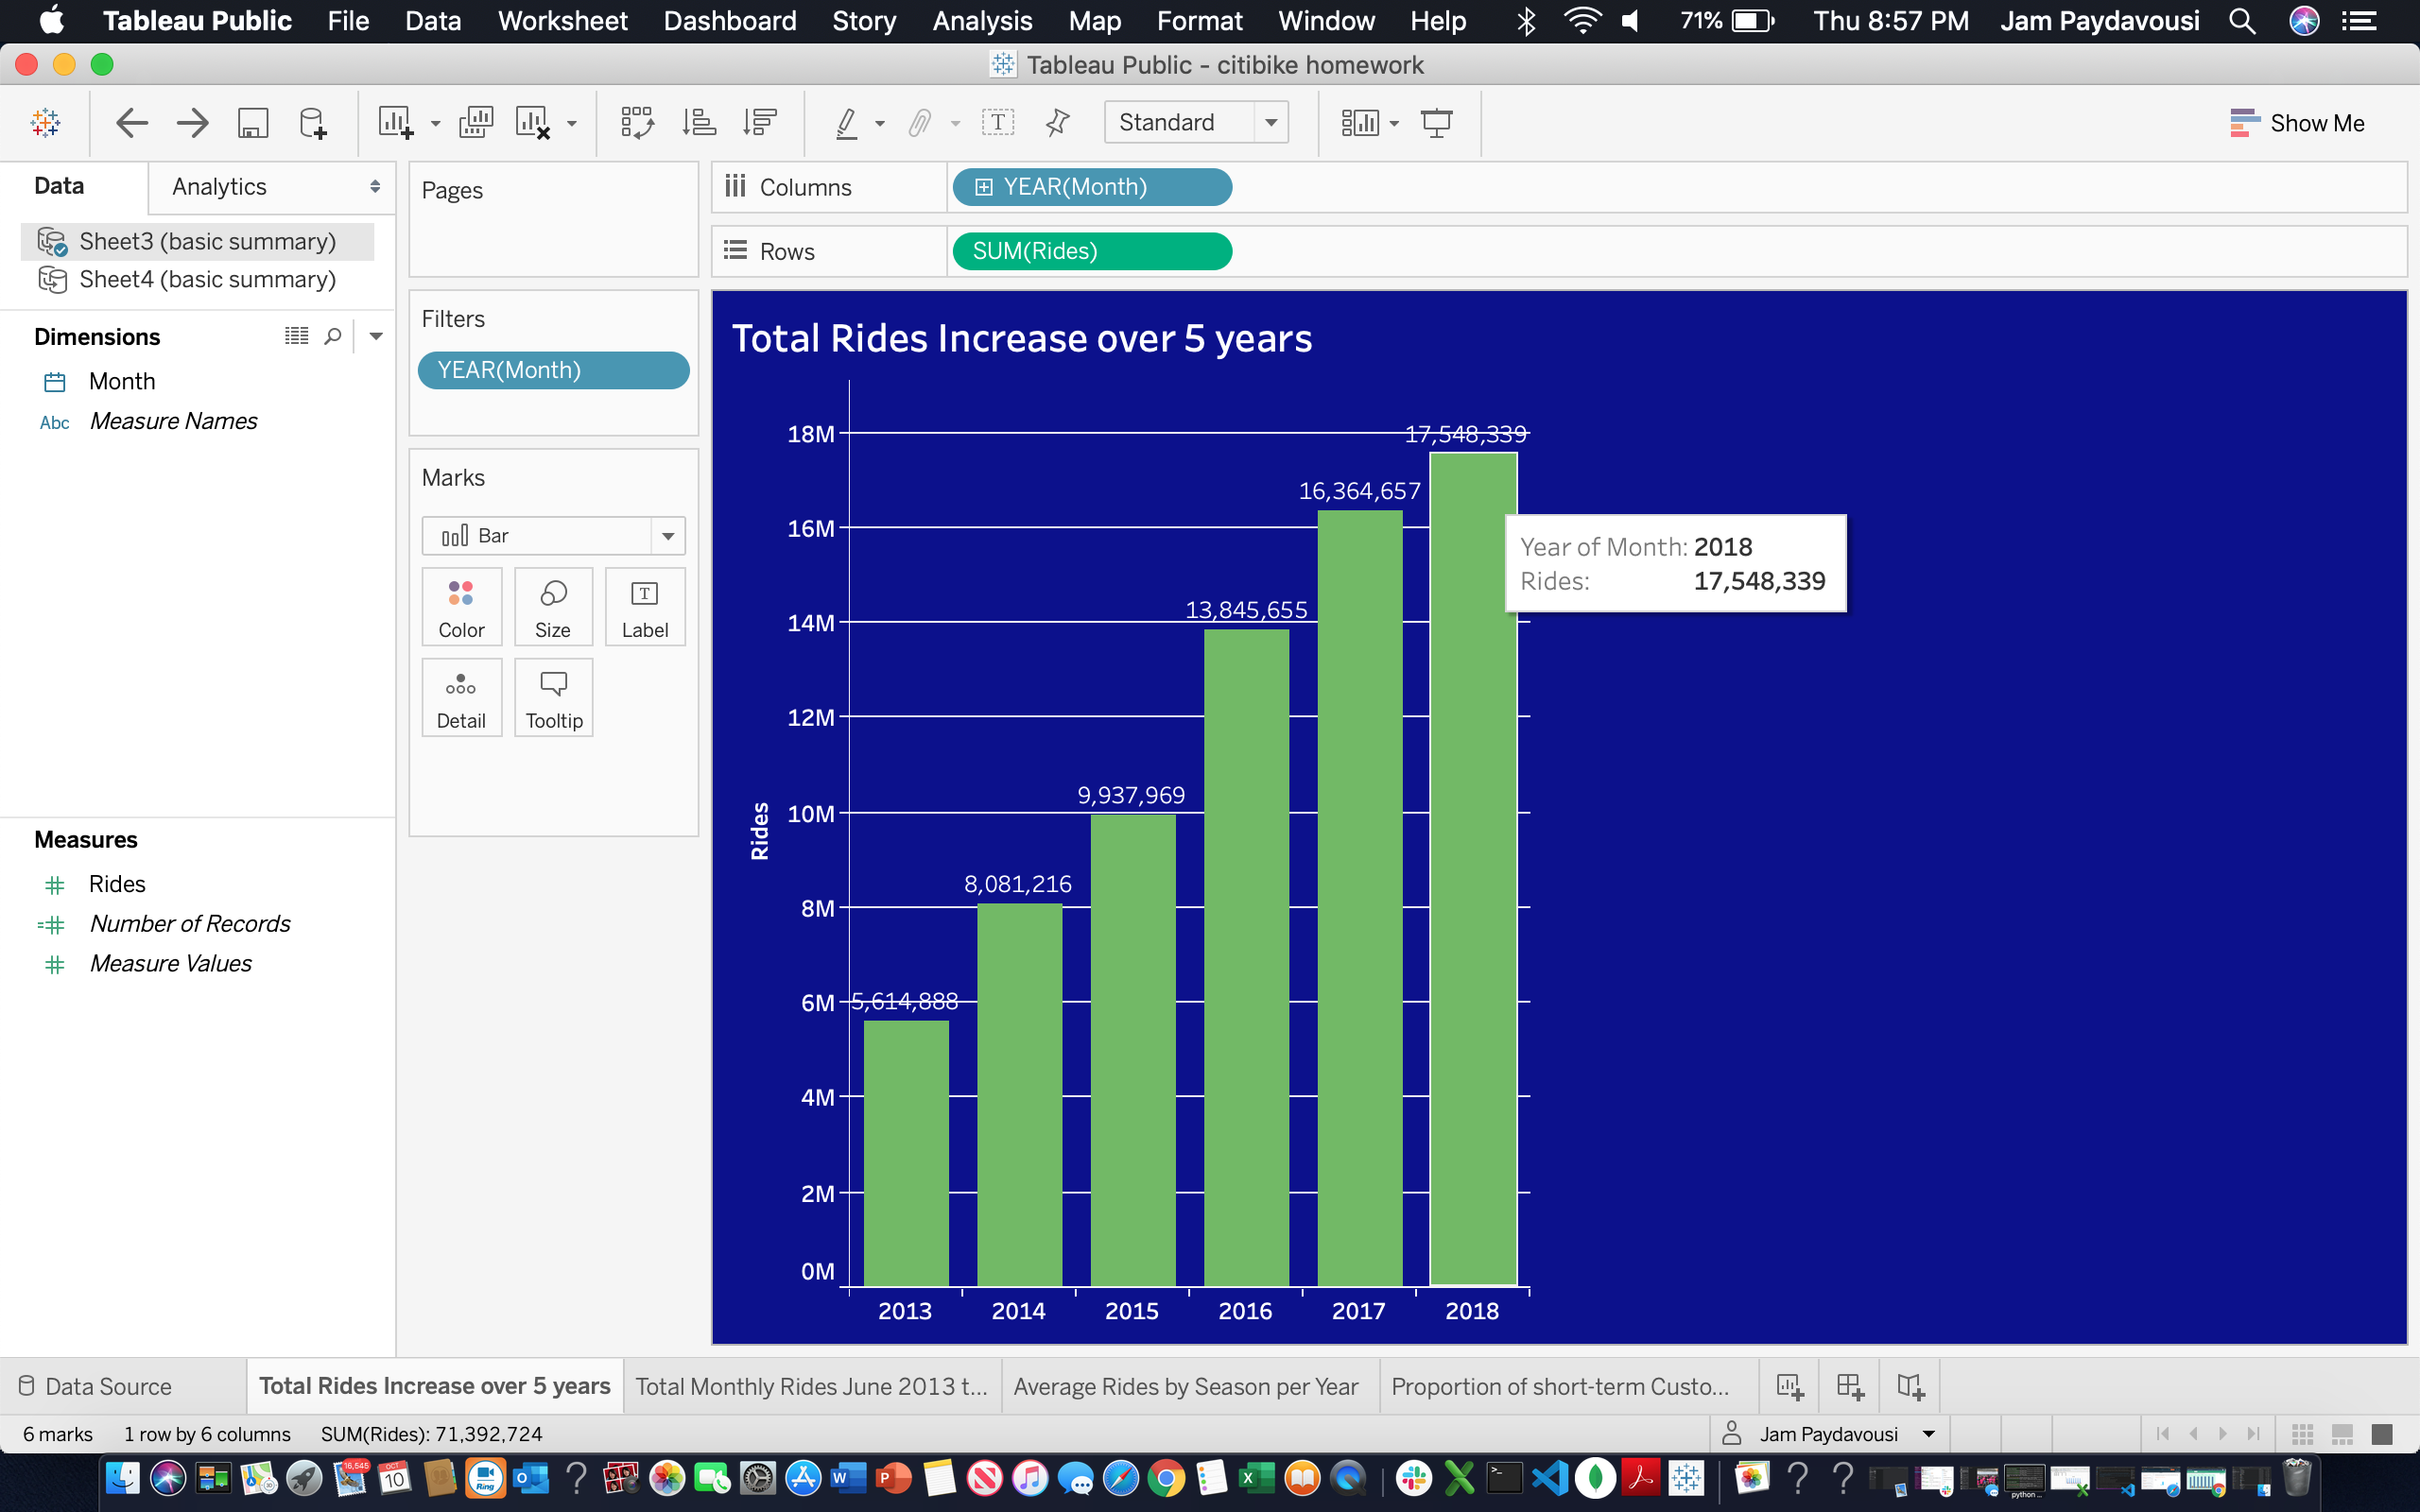 Tableau Public File Data Worksheet Dashboard Story Analysis Map Format Window Help 71% Thu 8:57 PM Jam Paydavousi
Tableau Public - citibike homework
Standard Show Me
Data Analytics
Sheet3 (basic summary)
Sheet4 (basic summary)
Dimensions
Month
Abc Measure Names
Measures
Rides
Number of Records
Measure Values
Pages
Filters
YEAR(Month)
Marks
Bar
Color Size Label
Detail Tooltip
Columns YEAR(Month)
Rows SUM(Rides)
Total Rides Increase over 5 years
18M
16M
14M
12M
10M
8M
6M
4M
2M
0M
Rides
5,614,888
8,081,216
9,937,969
13,845,655
16,364,657
17,548,339
Year of Month: 2018
Rides: 17,548,339
2013 2014 2015 2016 2017 2018
Data Source Total Rides Increase over 5 years Total Monthly Rides June 2013 t... Average Rides by Season per Year Proportion of short-term Custo...
6 marks 1 row by 6 columns SUM(Rides): 71,392,724 Jam Paydavousi
16,545
OCT
10
Ring
python...